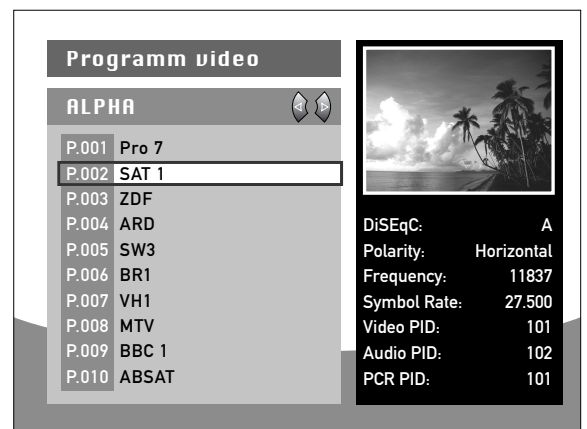 Programm video
ALPHA
P.001 Pro 7
P.002 SAT 1
P.003 ZDF
P.004 ARD
P.005 SW3
P.006 BR1
P.007 VH1
P.008 MTV
P.009 BBC 1
P.010 ABSAT
DiSEqC: A
Polarity: Horizontal
Frequency: 11837
Symbol Rate: 27.500
Video PID: 101
Audio PID: 102
PCR PID: 101